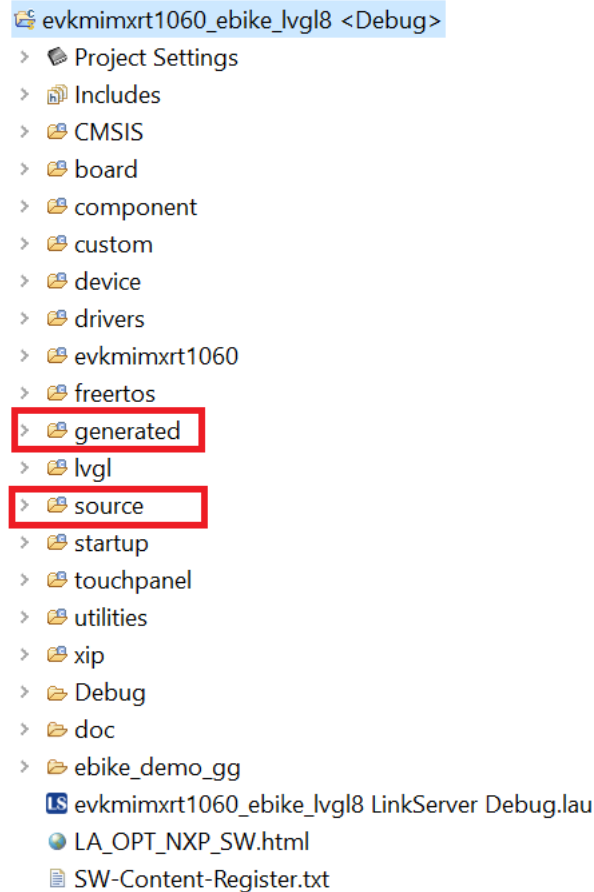 evkmimxrt1060_ebike_lvgl8 <Debug>
Project Settings
Includes
CMSIS
board
component
custom
device
drivers
evkmimxrt1060
freertos
generated
lvgl
source
startup
touchpanel
utilities
xip
Debug
doc
ebike_demo_gg
LS evkmimxrt1060_ebike_lvgl8 LinkServer Debug.lau
LA_OPT_NXP_SW.html
SW-Content-Register.txt